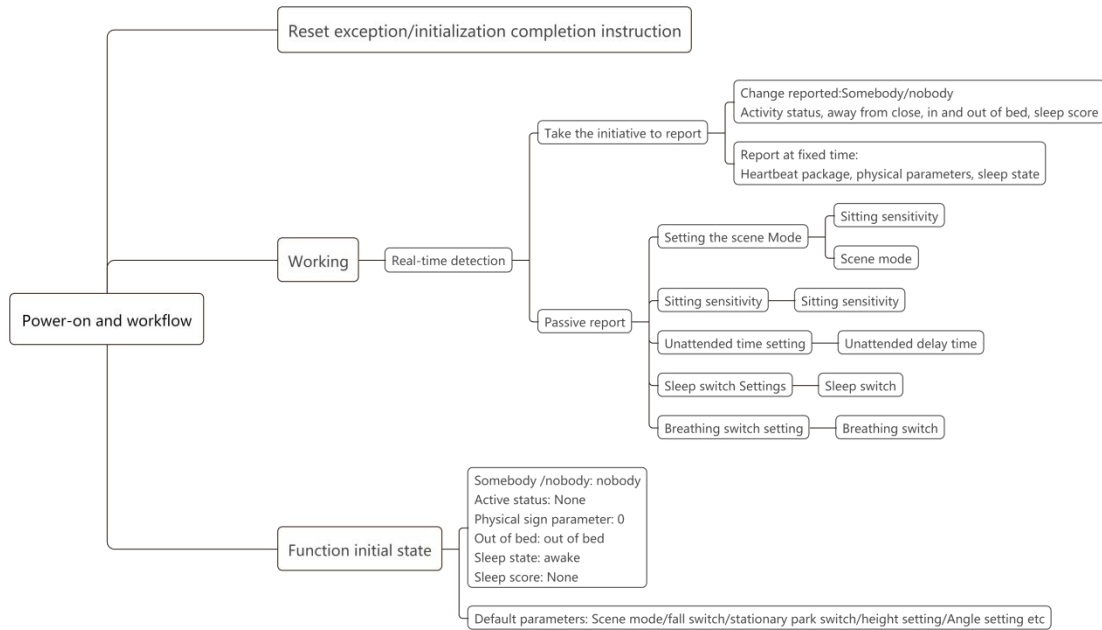 Reset exception/initialization completion instruction
Change reported:Somebody/nobody
Activity status, away from close, in and out of bed, sleep score
Take the initiative to report
Report at fixed time:
Heartbeat package, physical parameters, sleep state
Sitting sensitivity
Setting the scene Mode
Scene mode
Working
Real-time detection
Sitting sensitivity
Sitting sensitivity
Power-on and workflow
Passive report
Unattended time setting
Unattended delay time
Sleep switch Settings
Sleep switch
Breathing switch setting
Breathing switch
Somebody /nobody: nobody
Active status: None
Physical sign parameter: 0
Out of bed: out of bed
Sleep state: awake
Sleep score: None
Function initial state
Default parameters: Scene mode/fall switch/stationary park switch/height setting/Angle setting etc